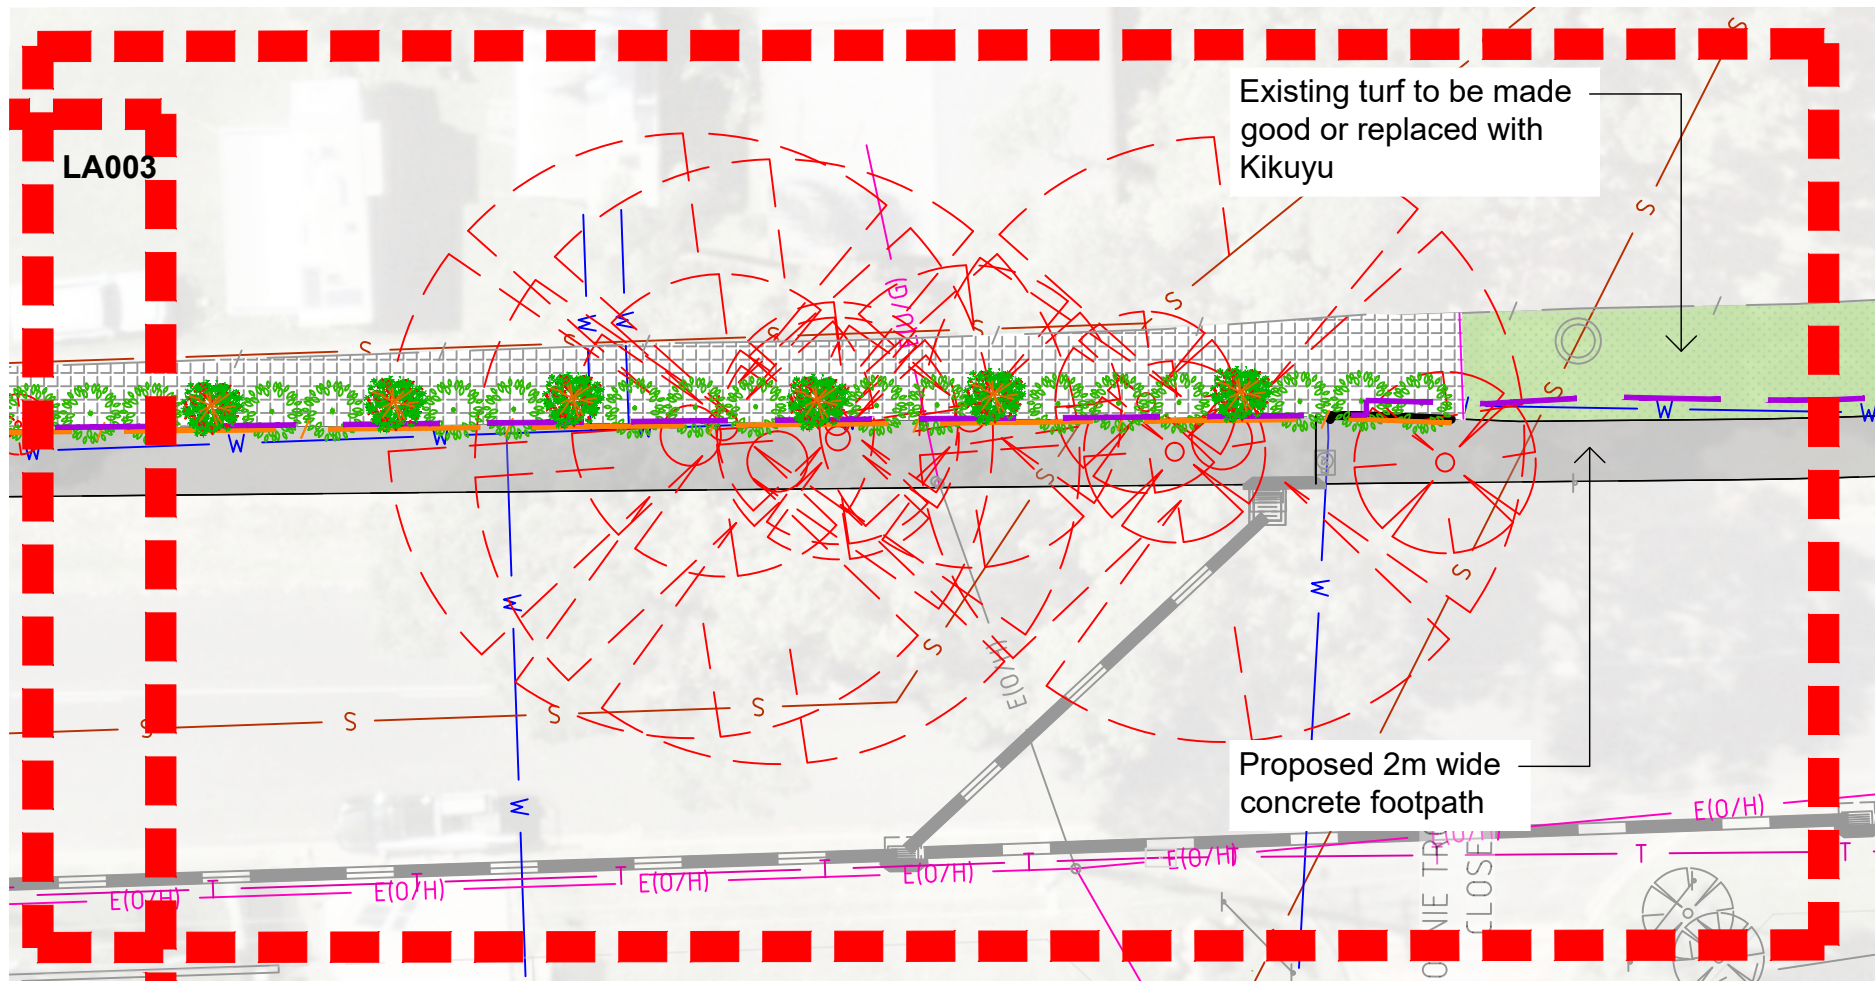 Existing turf to be made
good or replaced with
Kikuyu
LA003
S
S
S
S
S
S
W
W
E(O/H)
S
S
W
W
W
W
W
S
S
W
W
S
E(O/H)
S
S
S
S
S
W
Proposed 2m wide
concrete footpath
E(O/H)
E(O/H)
T
T
T
T
T
T
T
E(O/H)
E(O/H)
E(O/H)
E(O/H)
CLOSE